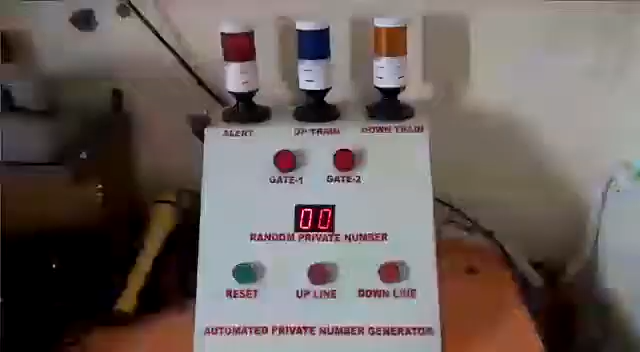 ALERT UP TRAIN DOWN TRAIN
GATE-1 GATE-2
00
RANDOM PRIVATE NUMBER
RESET UP LINE DOWN LINE
AUTOMATED PRIVATE NUMBER GENERATOR